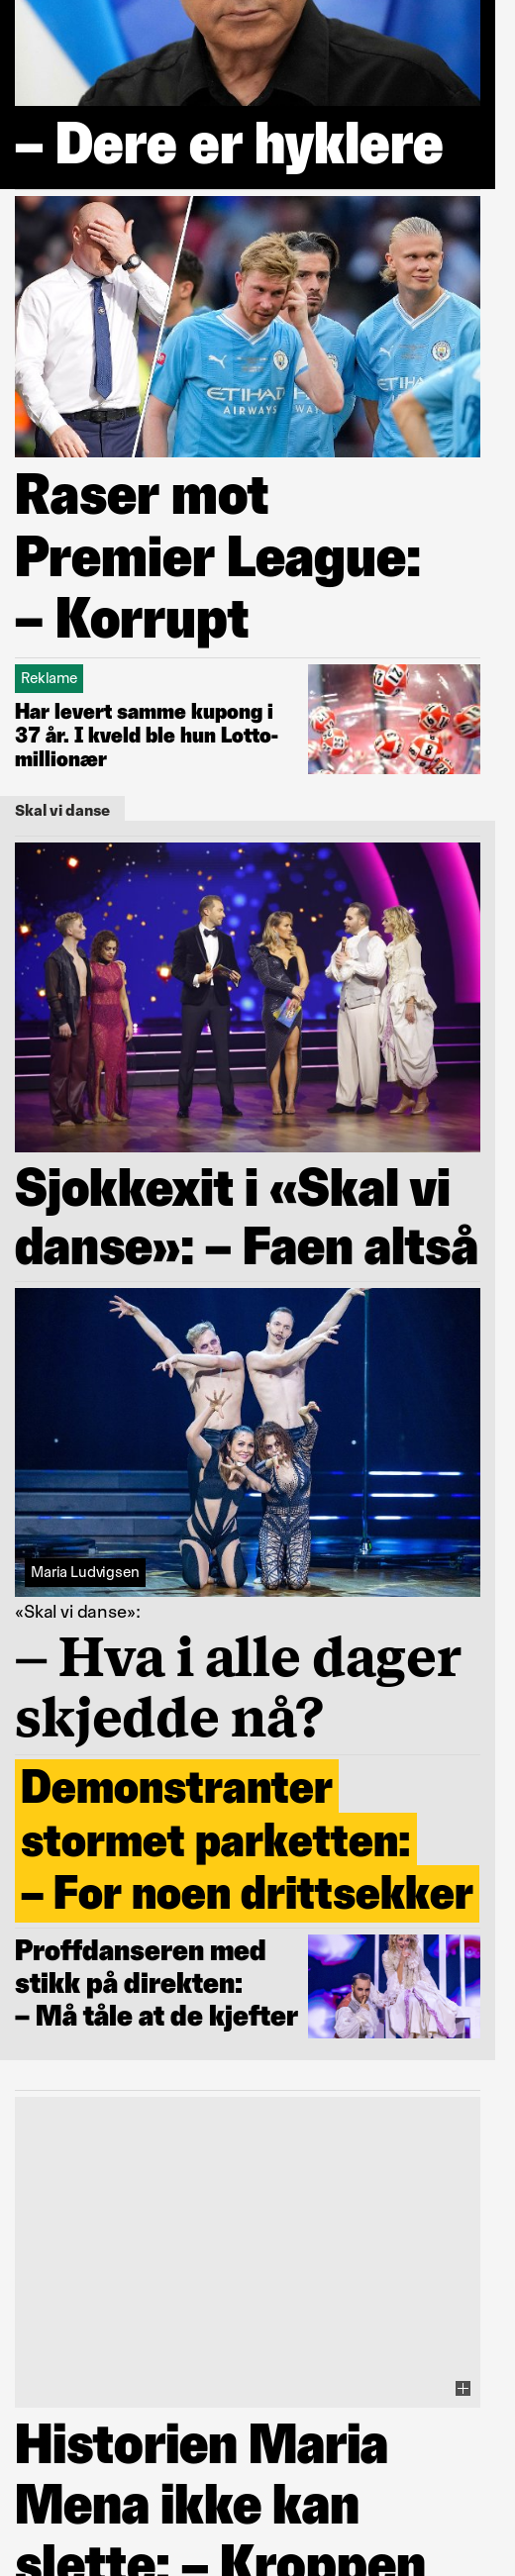 – Dere er hyklere
ETIHAD
AIRWAYS
Raser mot
Premier League:
– Korrupt
Reklame
Har levert samme kupong i
37 år. I kveld ble hun Lotto-
millionær
Skal vi danse
Sjokkexit i «Skal vi
danse»: – Faen altså
Maria Ludvigsen
«Skal vi danse»:
– Hva i alle dager
skjedde nå?
Demonstranter
stormet parketten:
– For noen drittsekker
Proffdanseren med
stikk på direkten:
– Må tåle at de kjefter
Historien Maria
Mena ikke kan
slette: – Kroppen